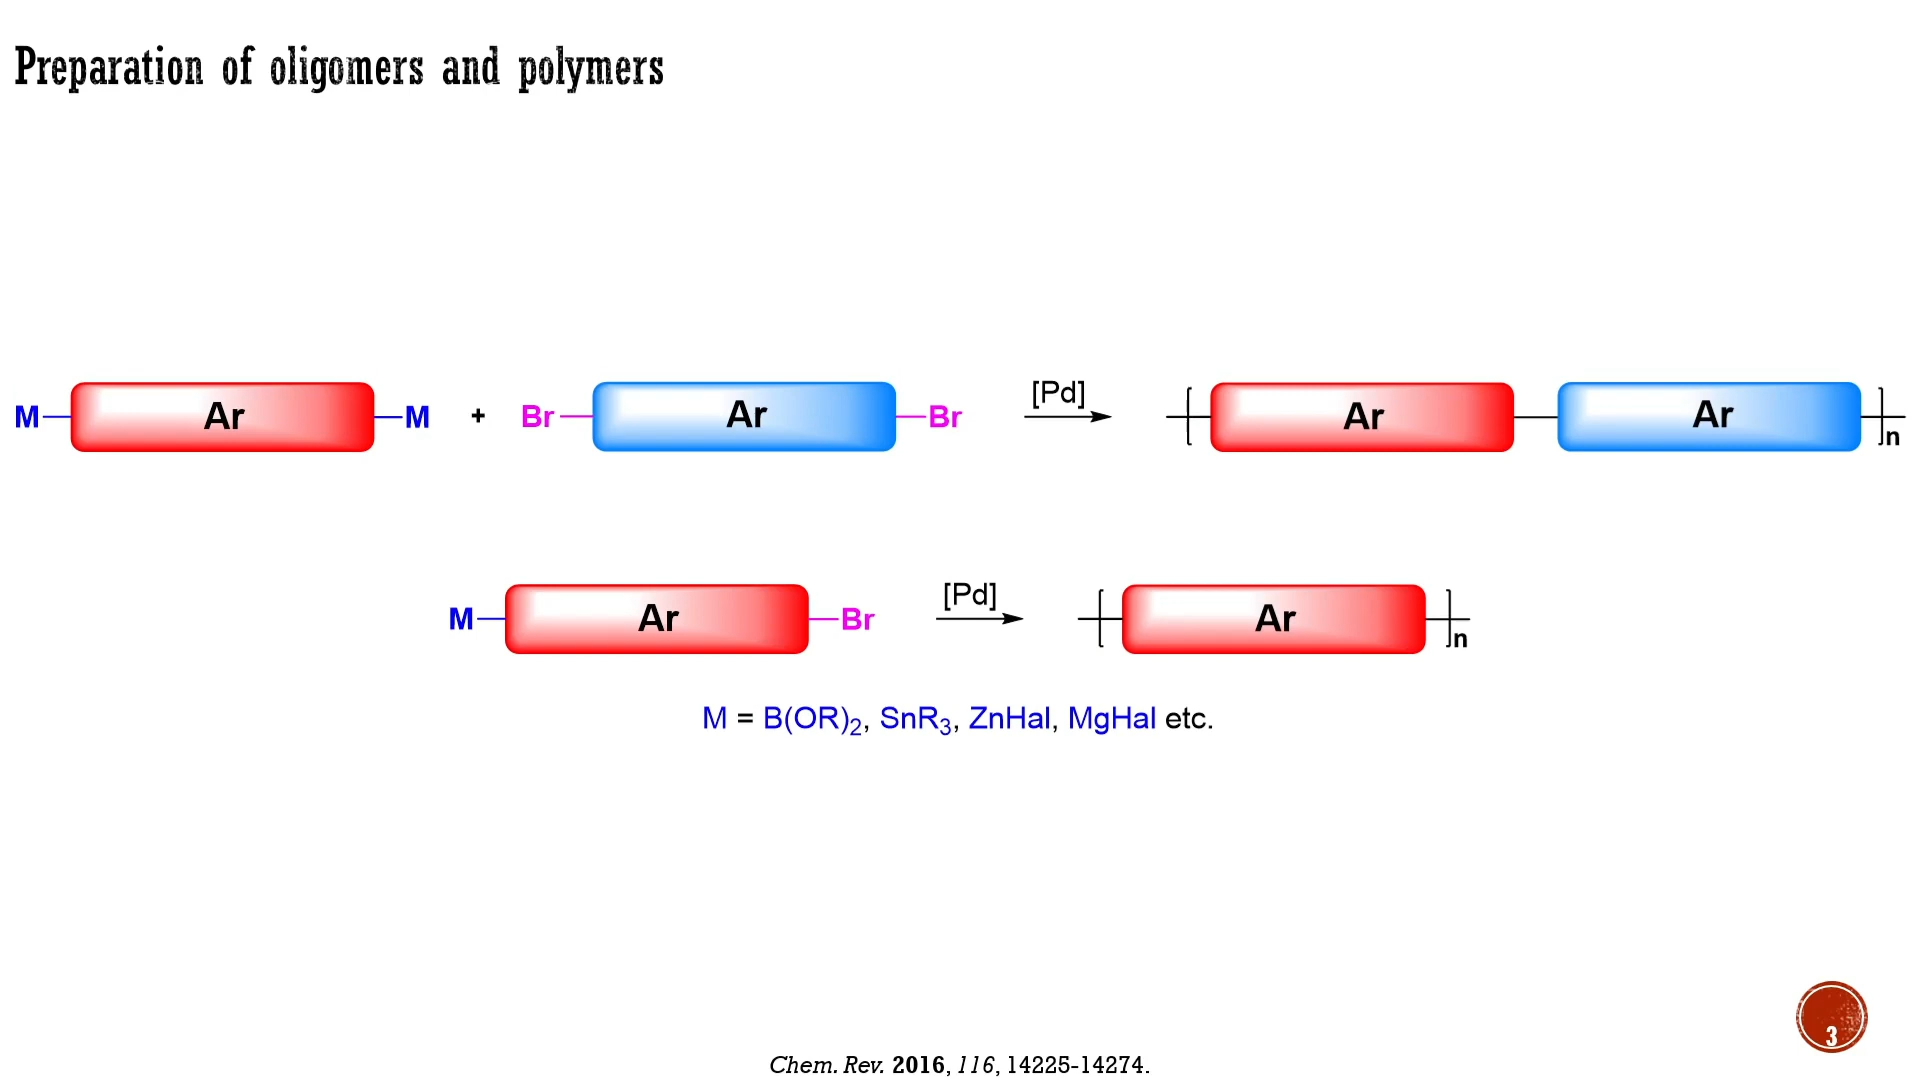 Preparation of oligomers and polymers
M Ar M + Br Ar Br [Pd] [ Ar Ar ]n
M Ar Br [Pd] [ Ar ]n
M = B(OR)2, SnR3, ZnHal, MgHal etc.
3
Chem. Rev. 2016, 116, 14225-14274.